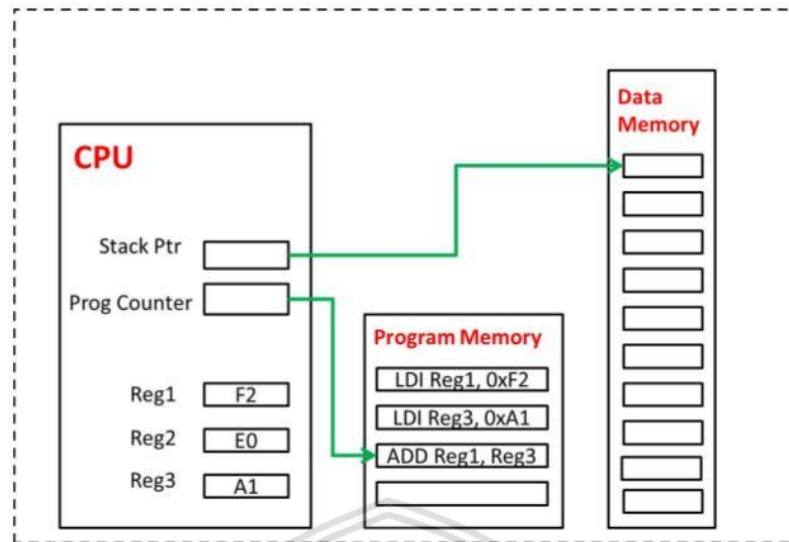 Data
Memory
CPU
Stack Ptr
Prog Counter
Program Memory
LDI Reg1, 0xF2
LDI Reg3, 0xA1
ADD Reg1, Reg3
Reg1 F2
Reg2 E0
Reg3 A1